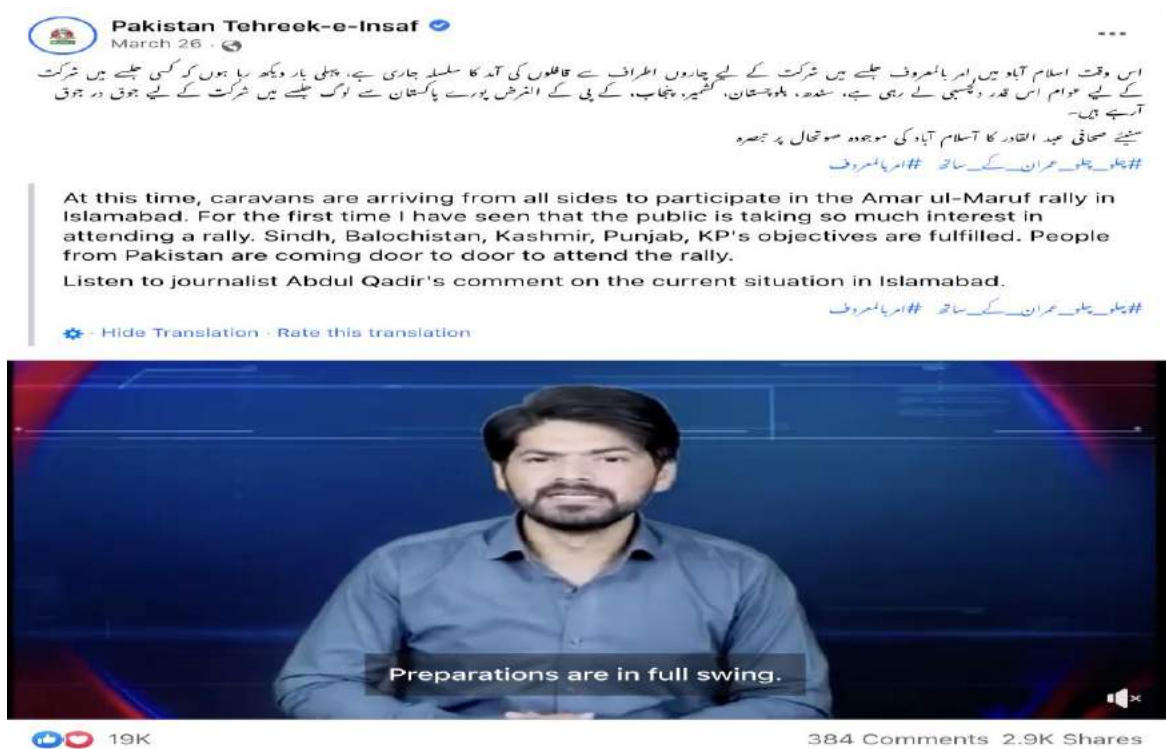 Pakistan Tehreek-e-Insaf
March 26
اس وقت اسلام آباد میں امر بالمعروف جلسے میں شرکت کے لیے چاروں اطراف سے قافلوں کی آمد کا سلسلہ جاری ہے، پہلی بار دیکھ رہا ہوں کہ کسی جلسے میں شرکت
کے لیے عوام اس قدر دلچسپی لے رہی ہے، سندھ، بلوچستان، کشمیر، پنجاب، کے پی کے الغرض پورے پاکستان سے لوگ جلسے میں شرکت کے لیے جوق در جوق
آرہے ہیں۔
سنیئے صحافی عبد القادر کا آسلام آباد کی موجودہ صوتحال پر تبصرہ
#چلو_چلو_عمران_کے_ساتھ #امربالمعروف
At this time, caravans are arriving from all sides to participate in the Amar ul-Maruf rally in
Islamabad. For the first time I have seen that the public is taking so much interest in
attending a rally. Sindh, Balochistan, Kashmir, Punjab, KP's objectives are fulfilled. People
from Pakistan are coming door to door to attend the rally.
Listen to journalist Abdul Qadir's comment on the current situation in Islamabad.
#چلو_چلو_عمران_کے_ساتھ #امربالمعروف
· Hide Translation · Rate this translation
Preparations are in full swing.
19K
384 Comments 2.9K Shares